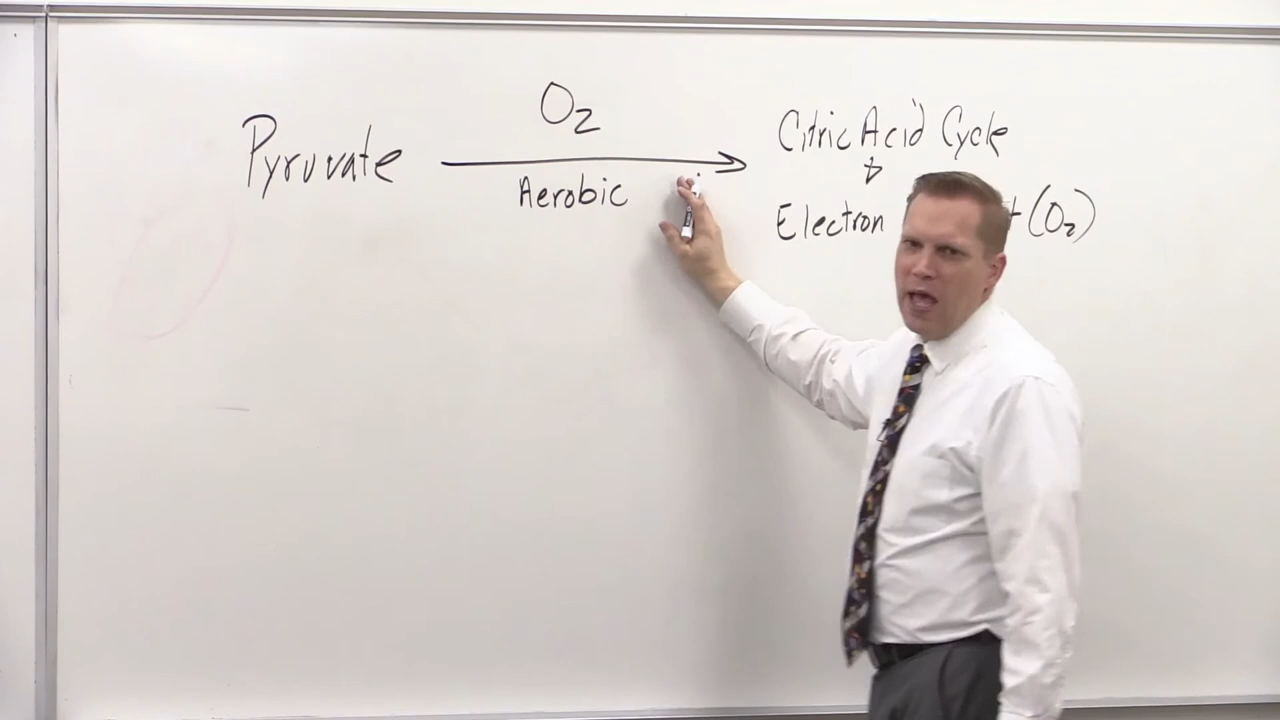 Pyruvate
O₂
Aerobic
Citric Acid Cycle
&
Electron t (O₂)